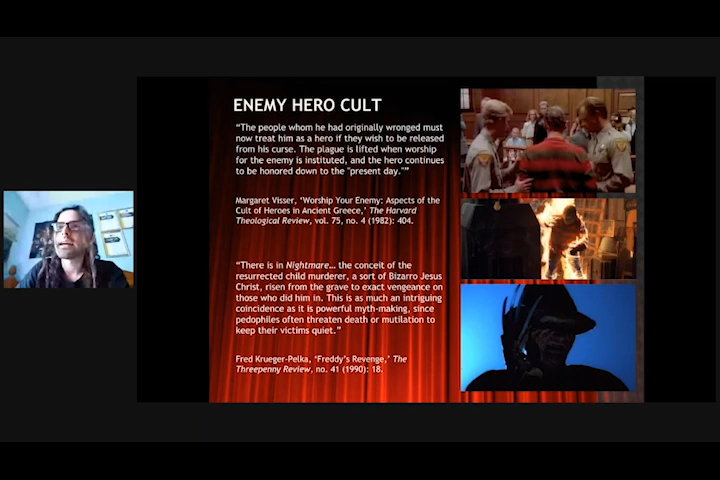 ENEMY HERO CULT
“The people whom he had originally wronged must
now treat him as a hero if they wish to be released
from his curse. The plague is lifted when worship
for the enemy is instituted, and the hero continues
to be honored down to the "present day."”
Margaret Visser, ‘Worship Your Enemy: Aspects of the
Cult of Heroes in Ancient Greece,’ The Harvard
Theological Review, vol. 75, no. 4 (1982): 404.
“There is in Nightmare… the conceit of the
resurrected child murderer, a sort of Bizarro Jesus
Christ, risen from the grave to exact vengeance on
those who did him in. This is as much an intriguing
coincidence as it is powerful myth-making, since
pedophiles often threaten death or mutilation to
keep their victims quiet.”
Fred Krueger-Pelka, ‘Freddy’s Revenge,’ The
Threepenny Review, no. 41 (1990): 18.